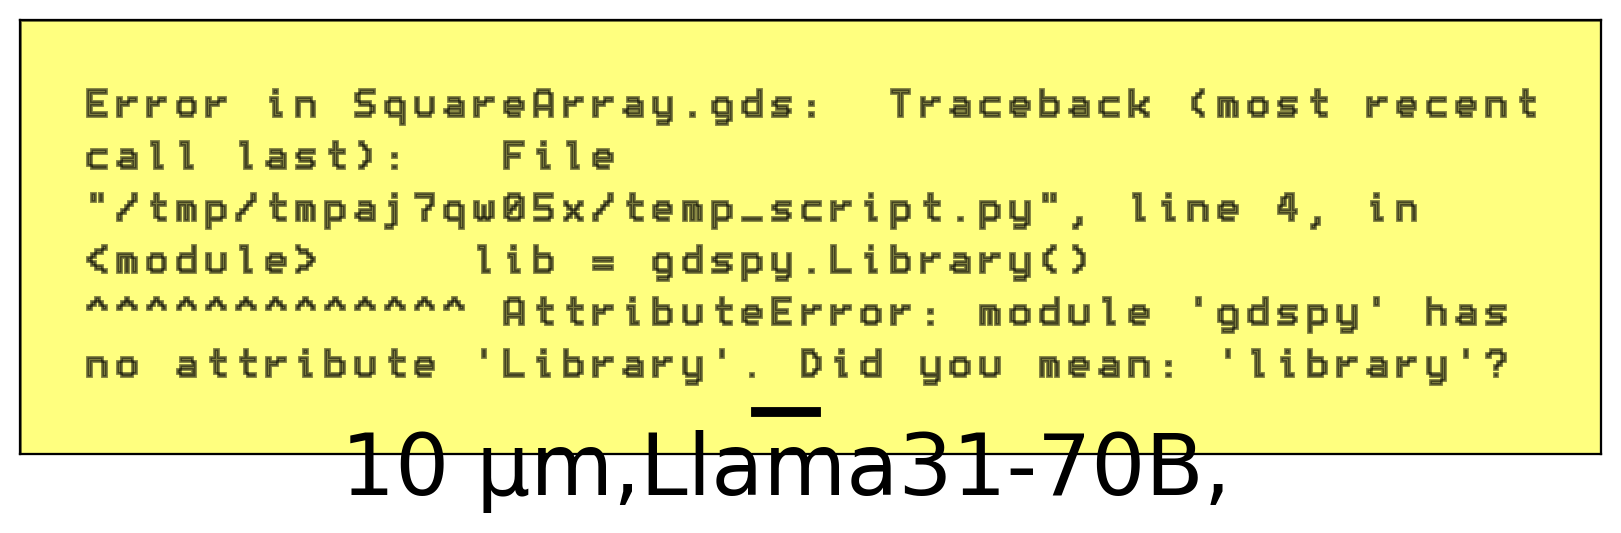 Error in SquareArray.gds:  Traceback (most recent
call last):   File
"/tmp/tmpaj7qw05x/temp_script.py", line 4, in
<module>     lib = gdspy.Library()
^^^^^^^^^^^^^ AttributeError: module 'gdspy' has
no attribute 'Library'. Did you mean: 'library'?
10 μm,Llama31-70B,